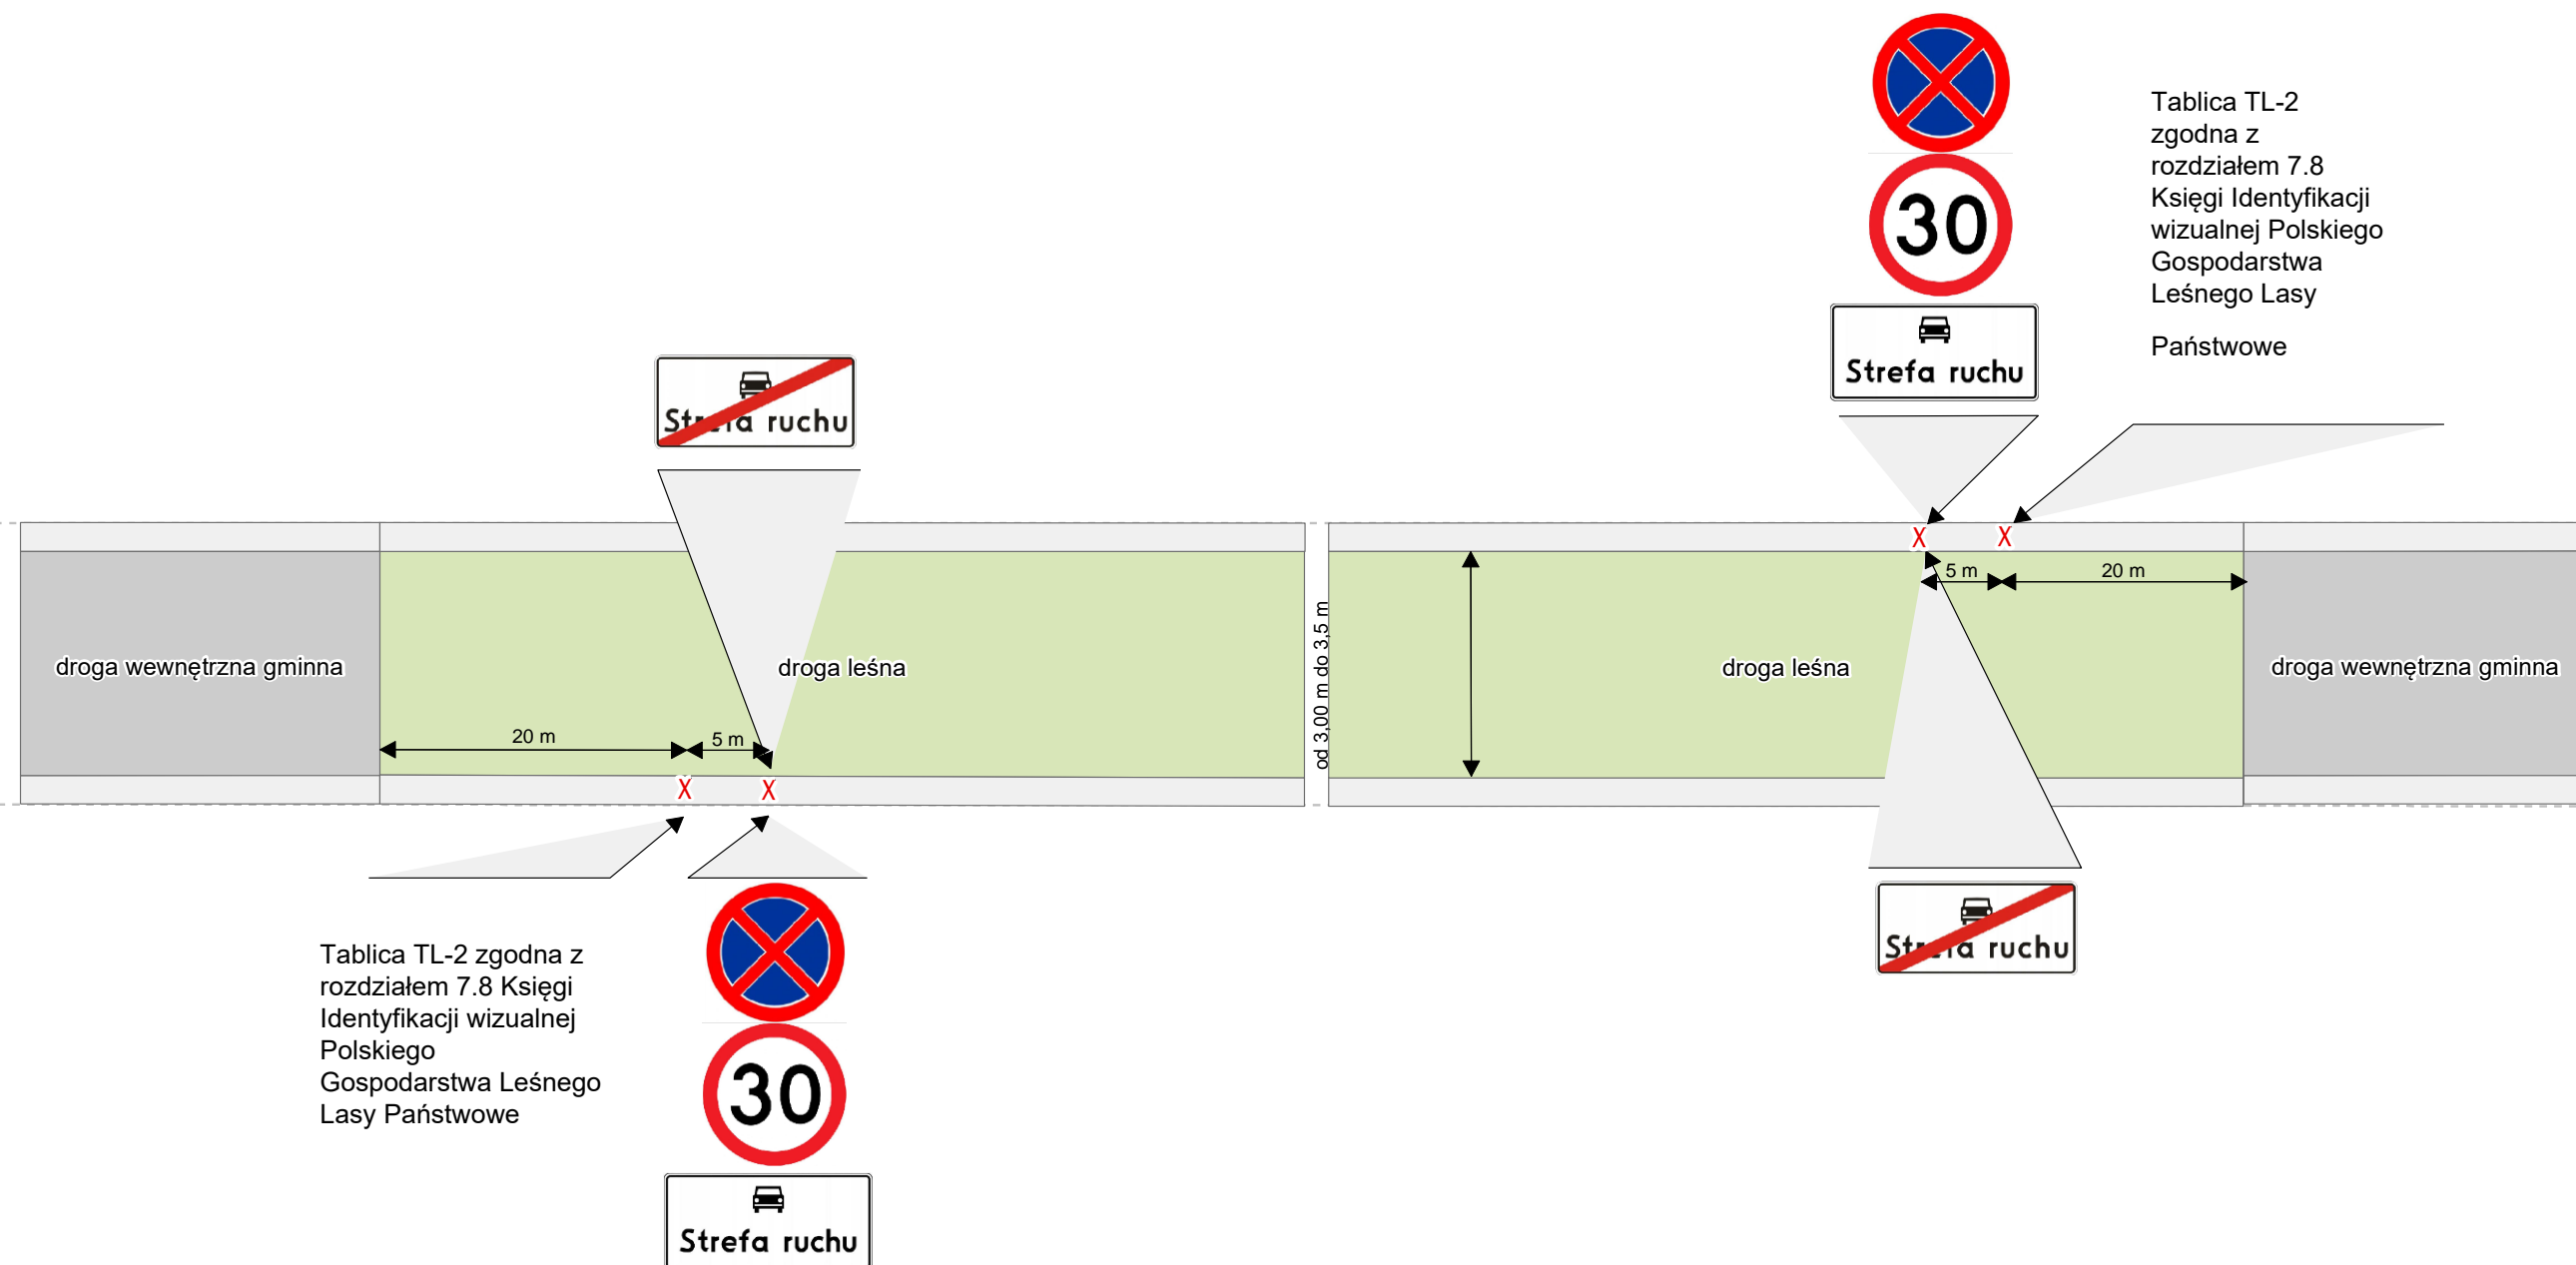 Tablica TL-2
zgodna z
rozdziałem 7.8
Księgi Identyfikacji
wizualnej Polskiego
Gospodarstwa
Leśnego Lasy
Państwowe
30
Strefa ruchu
Strefa ruchu
5 m
20 m
droga wewnętrzna gminna
droga leśna
od 3,00 m do 3,5 m
droga leśna
droga wewnętrzna gminna
20 m
5 m
X
X
X
X
Strefa ruchu
Tablica TL-2 zgodna z
rozdziałem 7.8 Księgi
Identyfikacji wizualnej
Polskiego
Gospodarstwa Leśnego
Lasy Państwowe
30
Strefa ruchu